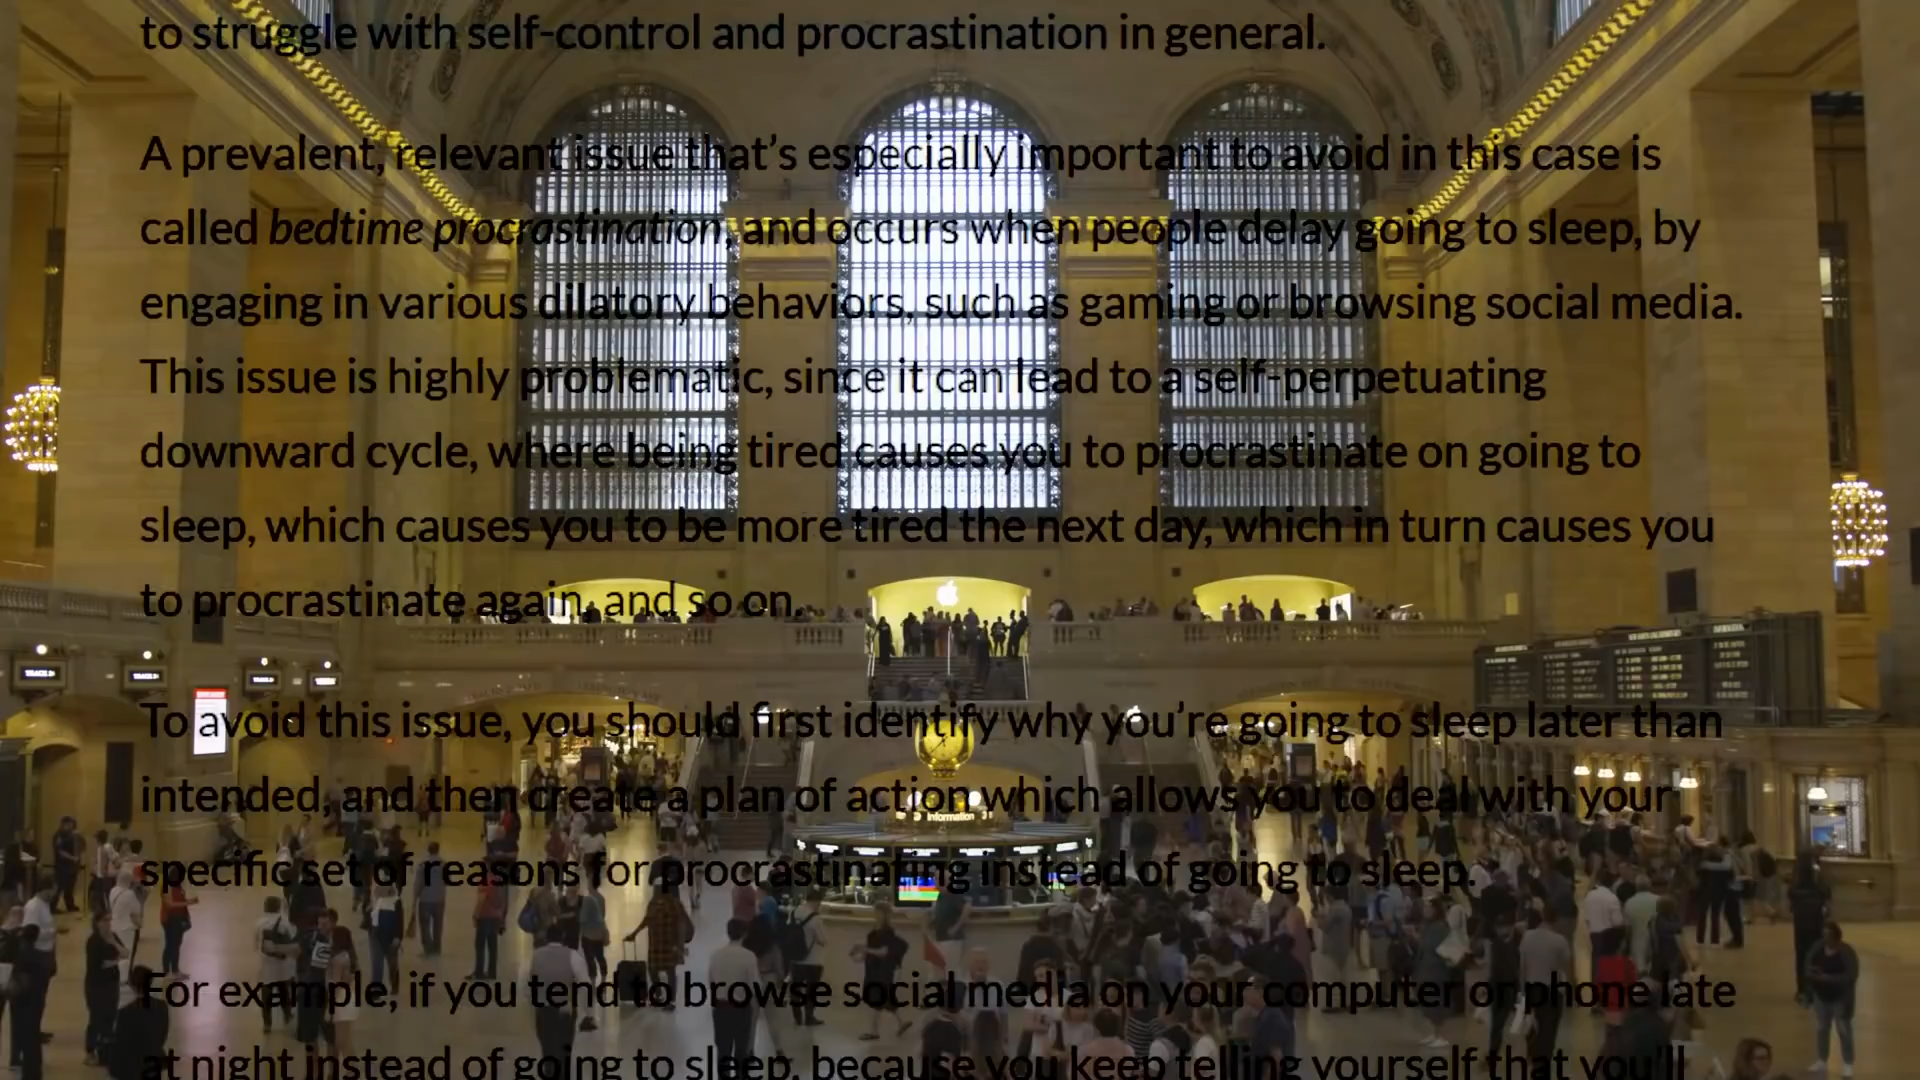 to struggle with self-control and procrastination in general.
A prevalent, relevant issue that’s especially important to avoid in this case is
called bedtime procrastination, and occurs when people delay going to sleep, by
engaging in various dilatory behaviors, such as gaming or browsing social media.
This issue is highly problematic, since it can lead to a self-perpetuating
downward cycle, where being tired causes you to procrastinate on going to
sleep, which causes you to be more tired the next day, which in turn causes you
to procrastinate again, and so on.
To avoid this issue, you should first identify why you’re going to sleep later than
intended, and then create a plan of action which allows you to deal with your
Information
specific set of reasons for procrastinating instead of going to sleep.
For example, if you tend to browse social media on your computer or phone late
at night instead of going to sleep, because you keep telling yourself that you’ll